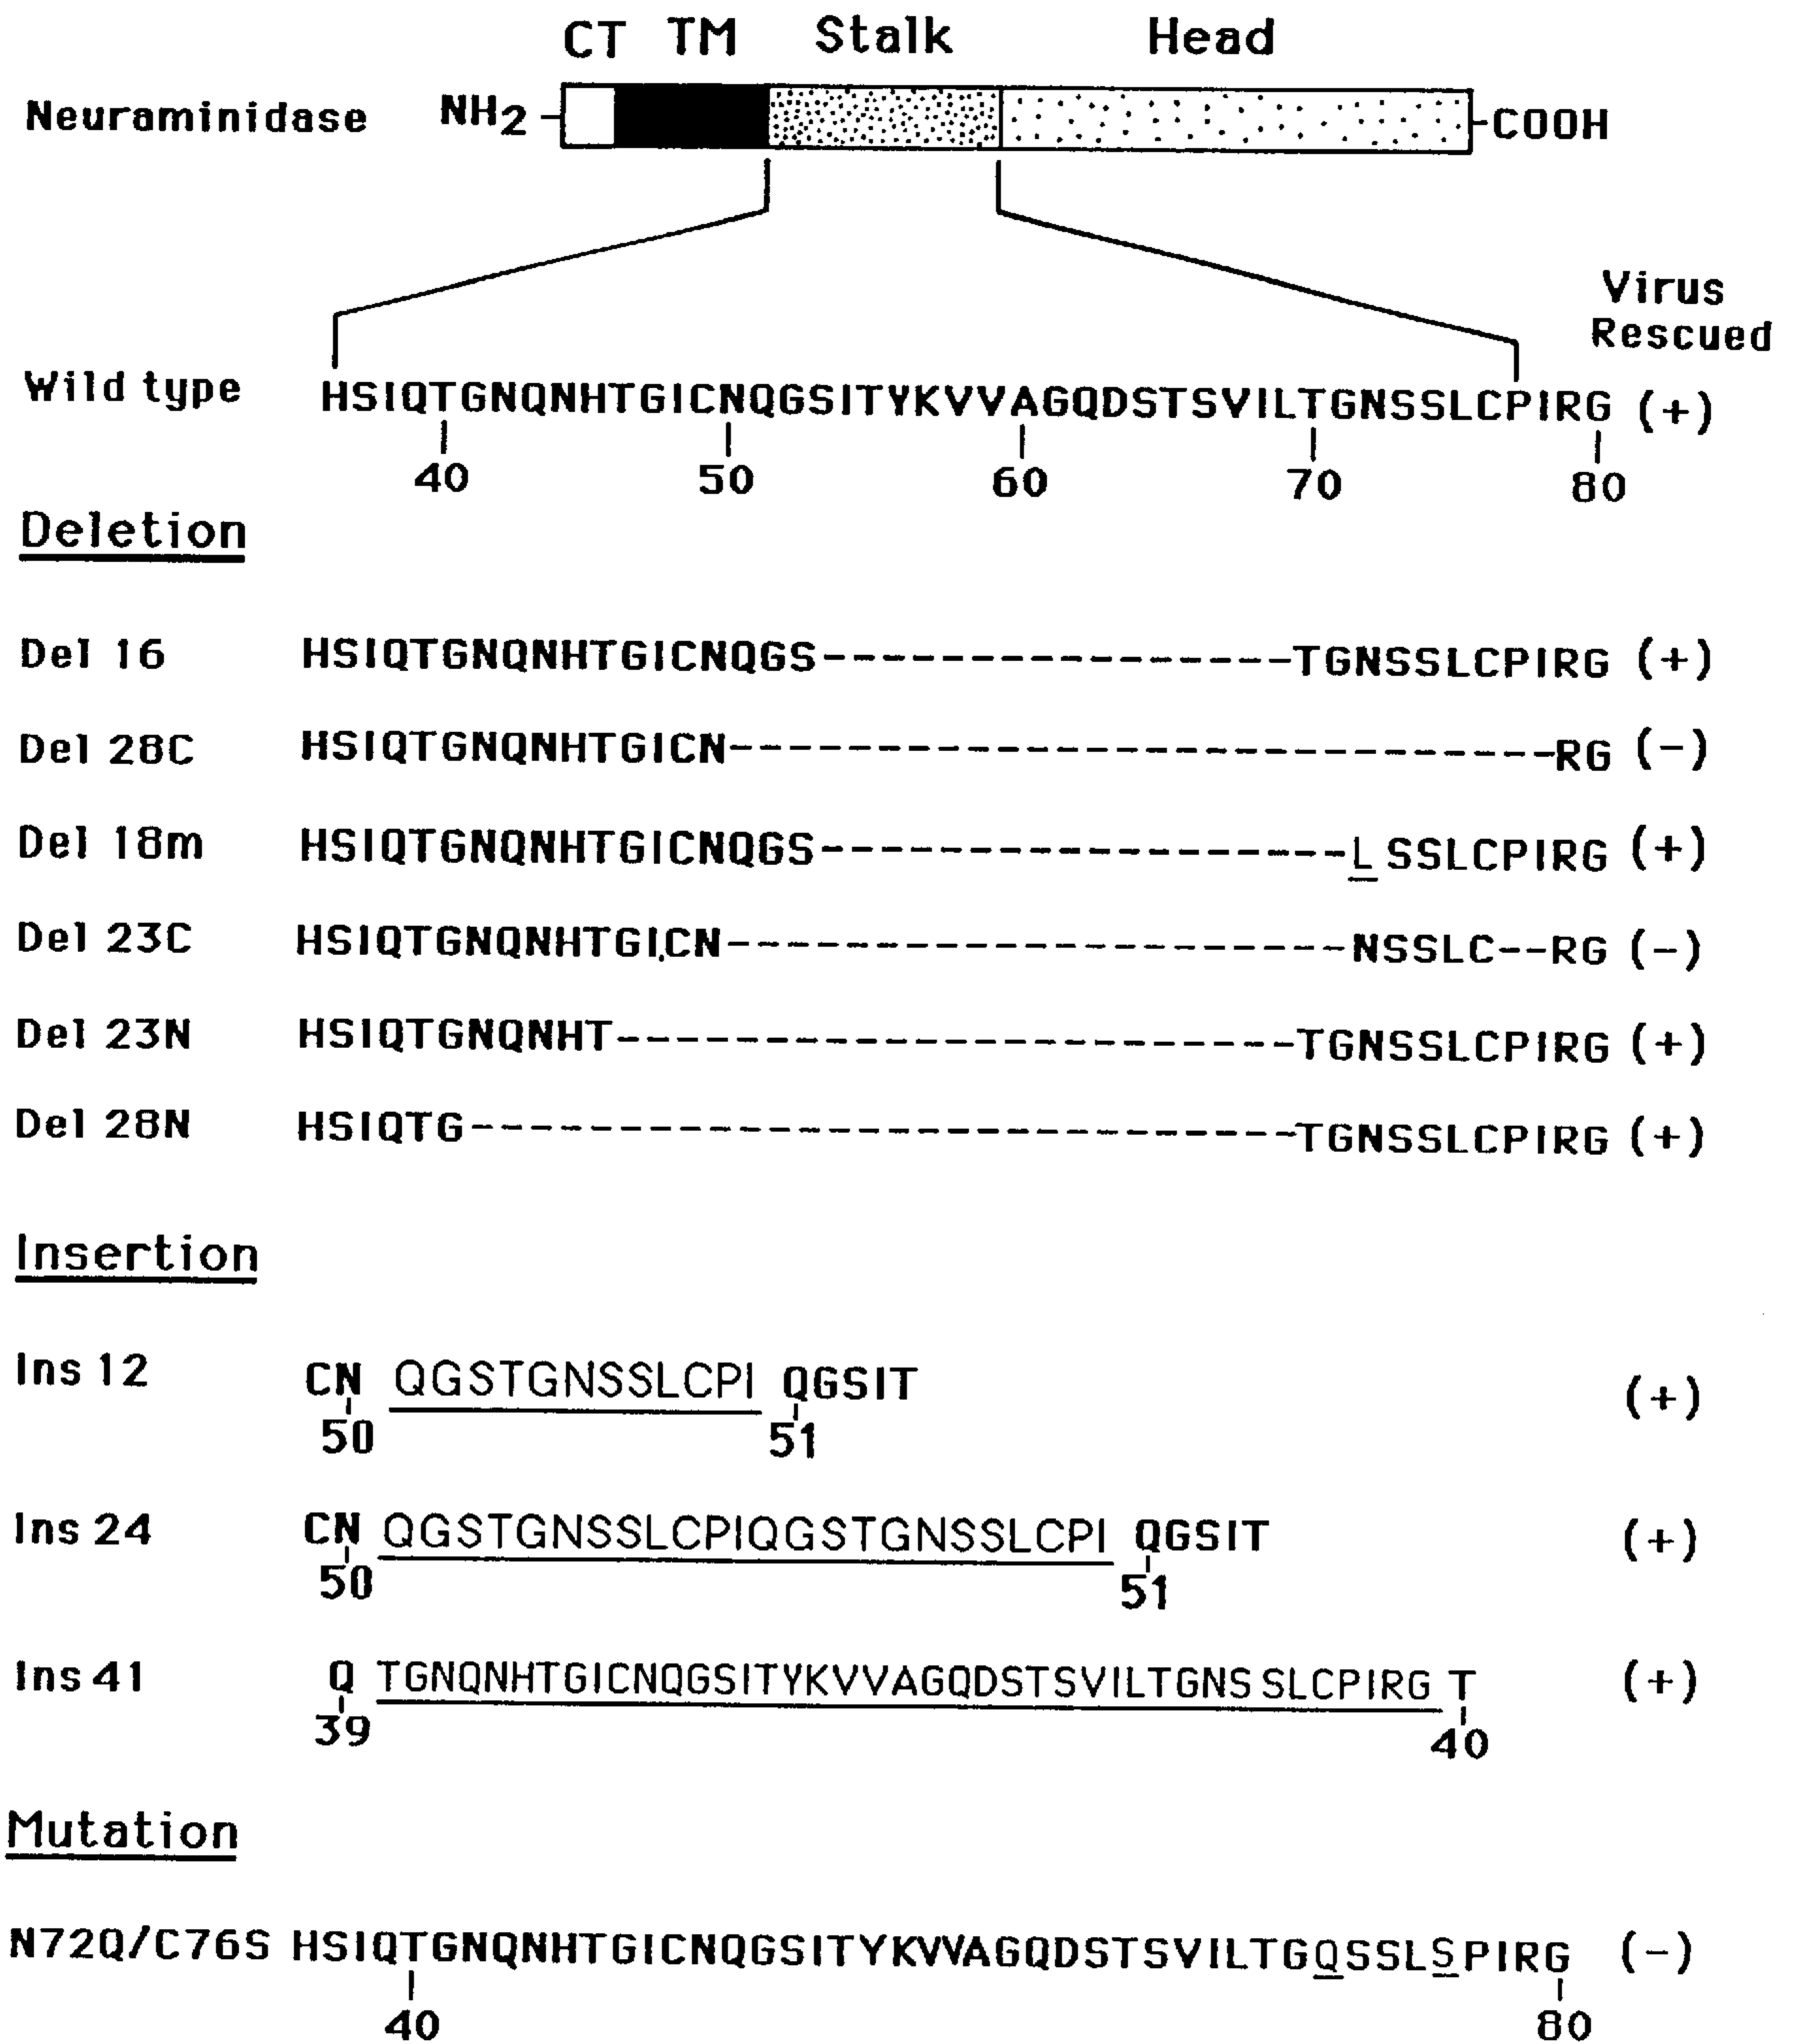 CT TM Stalk Head
Neuraminidase NH2 COOH
Virus
Rescued
Wild type HSIQTGNQNHTGICNQGSITYKVVAGQDSTSVILTGNSSLCPIRG (+)
40 50 60 70 80
Deletion
Del 16 HSIQTGNQNHTGICNQGS----------------TGNSSLCPIRG (+)
Del 28C HSIQTGNQNHTGICN----------------------------RG (-)
Del 18m HSIQTGNQNHTGICNQGS------------------L SSLCPIRG (+)
Del 23C HSIQTGNQNHTGICN---------------------NSSLC--RG (-)
Del 23N HSIQTGNQNHT-----------------------TGNSSLCPIRG (+)
Del 28N HSIQTG----------------------------TGNSSLCPIRG (+)
Insertion
Ins 12 CN QGSTGNSSLCPI QGSIT (+)
50 51
Ins 24 CN QGSTGNSSLCPIQGSTGNSSLCPI QGSIT (+)
50 51
Ins 41 Q TGNQNHTGICNQGSITYKVVAGQDSTSVILTGNSSLCPIRG T (+)
39 40
Mutation
N72Q/C76S HSIQTGNQNHTGICNQGSITYKVVAGQDSTSVILTGQSSLSPIRG (-)
40 80